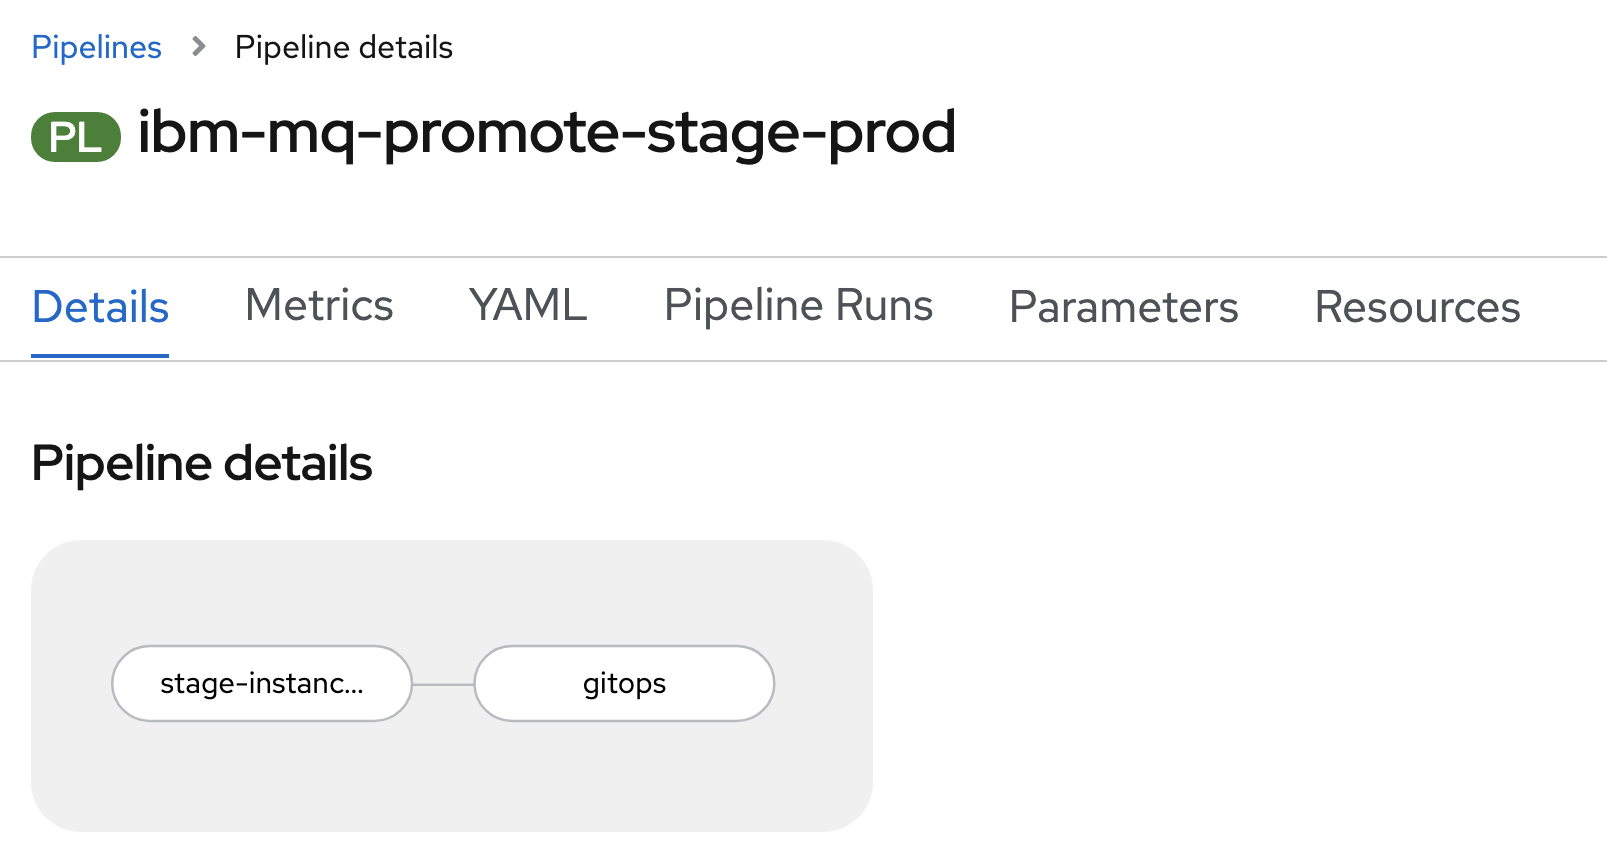 Pipelines > Pipeline details
PL ibm-mq-promote-stage-prod
Details Metrics YAML Pipeline Runs Parameters Resources
Pipeline details
stage-instanc... gitops